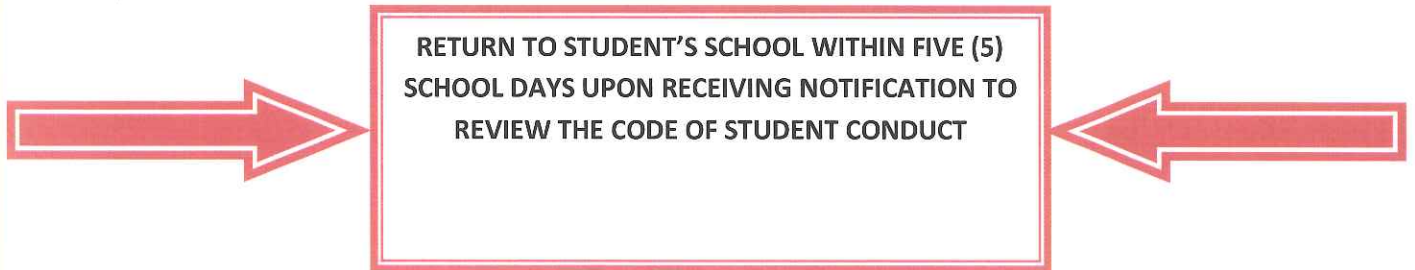 RETURN TO STUDENT’S SCHOOL WITHIN FIVE (5)
SCHOOL DAYS UPON RECEIVING NOTIFICATION TO
REVIEW THE CODE OF STUDENT CONDUCT